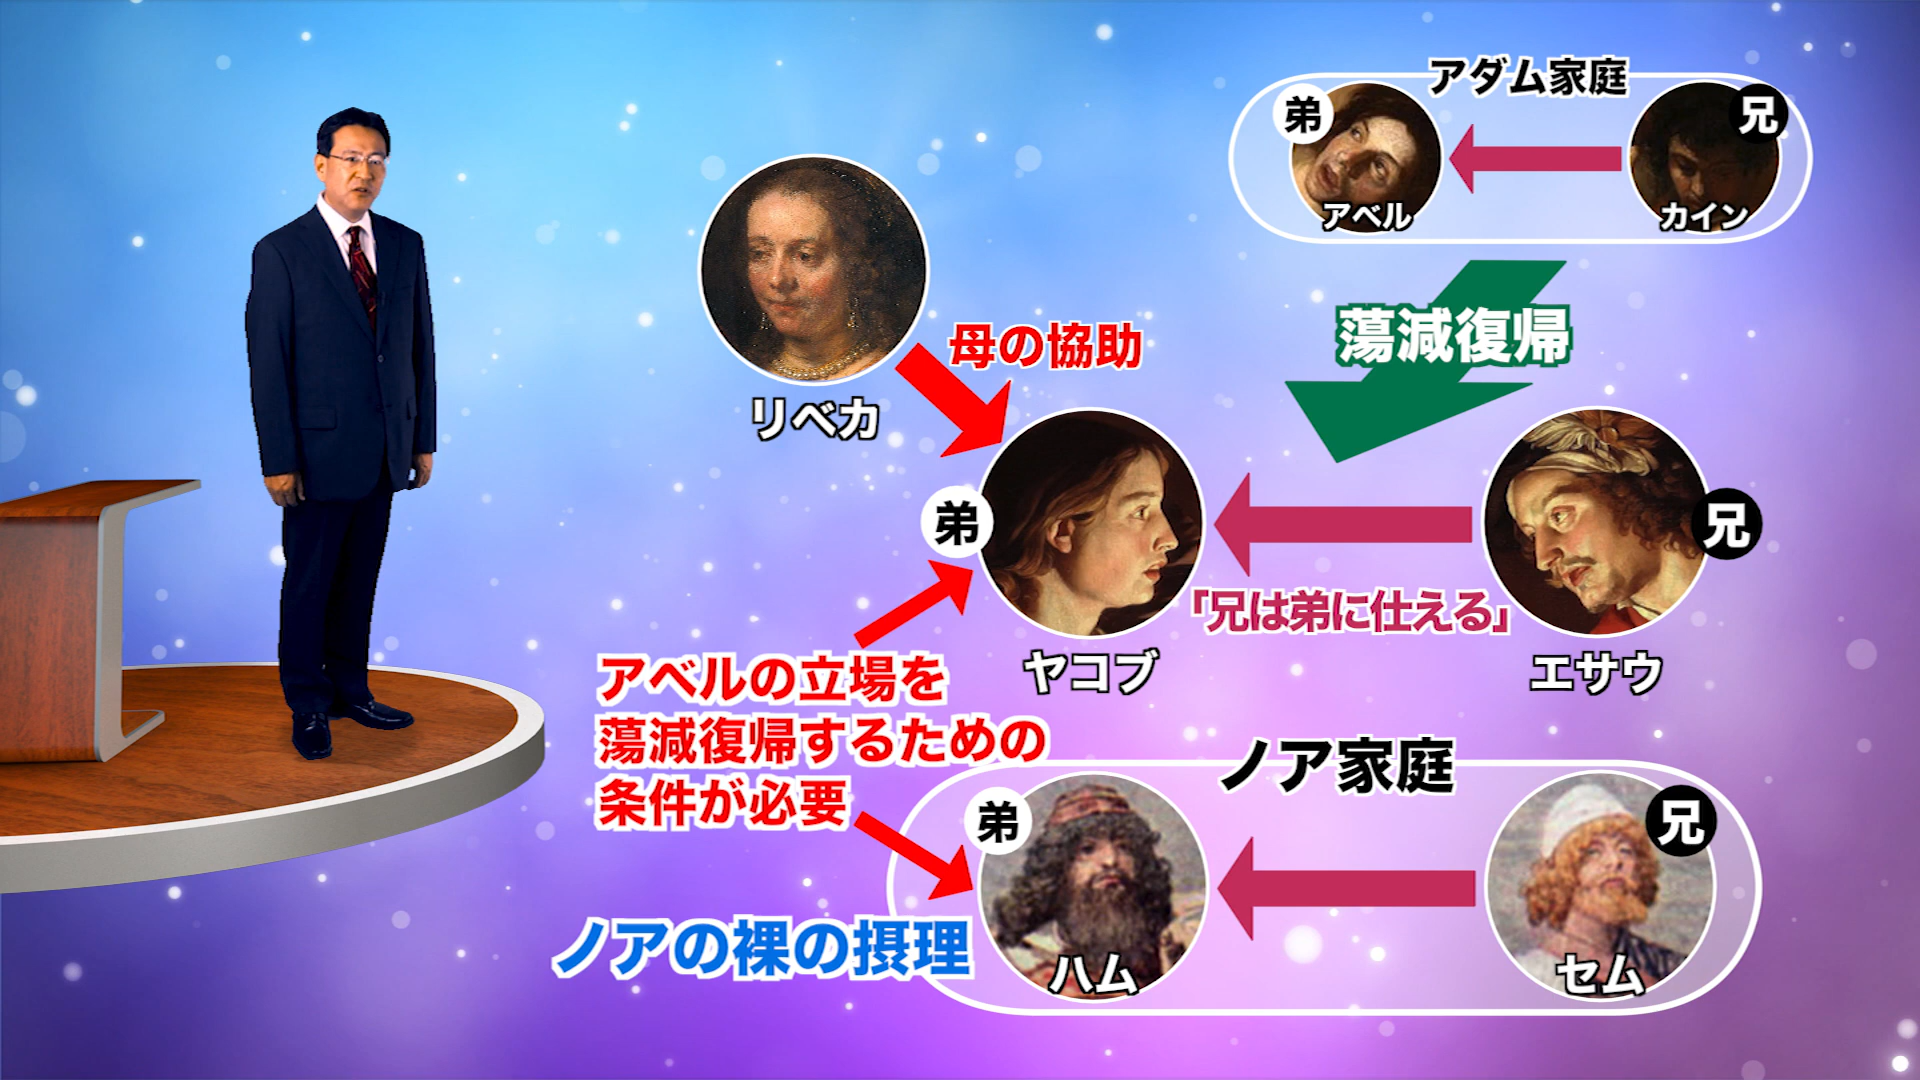 アダム家庭
弟
兄
アベル
カイン
蕩減復帰
母の協助
リベカ
弟
兄
「兄は弟に仕える」
ヤコブ
エサウ
アベルの立場を
蕩減復帰するための
条件が必要
ノア家庭
弟
兄
ノアの裸の摂理
ハム
セム